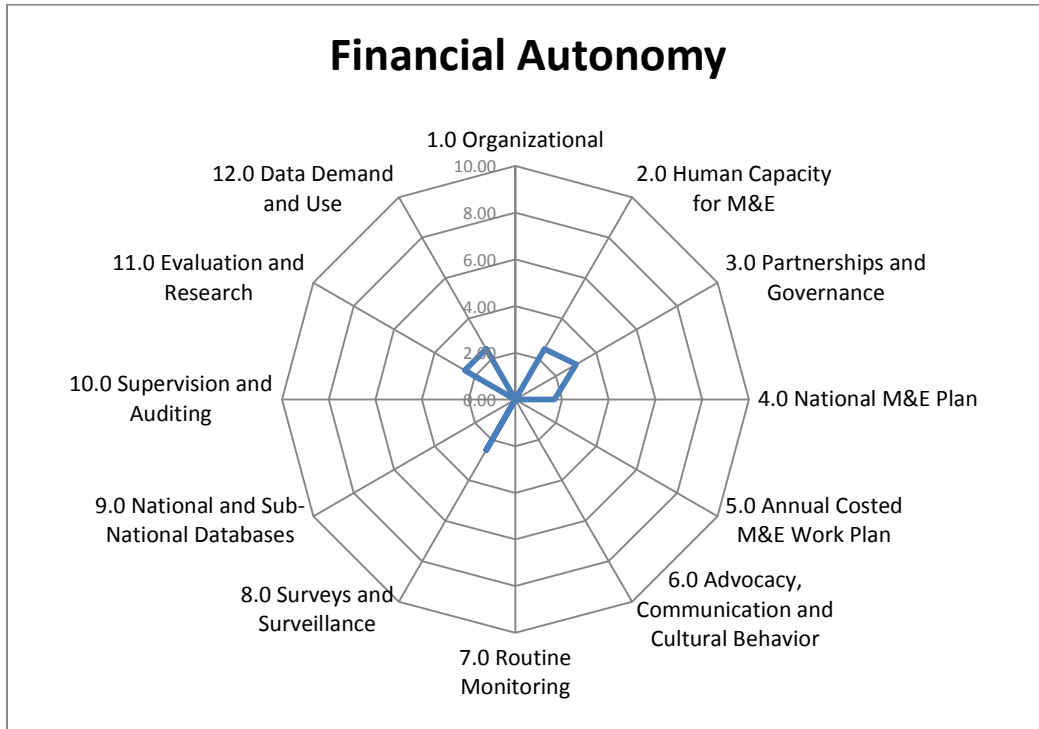 Financial Autonomy
1.0 Organizational
10.00
8.00
6.00
4.00
2.00
0.00
2.0 Human Capacity
for M&E
3.0 Partnerships and
Governance
4.0 National M&E Plan
5.0 Annual Costed
M&E Work Plan
6.0 Advocacy,
Communication and
Cultural Behavior
7.0 Routine
Monitoring
8.0 Surveys and
Surveillance
9.0 National and Sub-
National Databases
10.0 Supervision and
Auditing
11.0 Evaluation and
Research
12.0 Data Demand
and Use